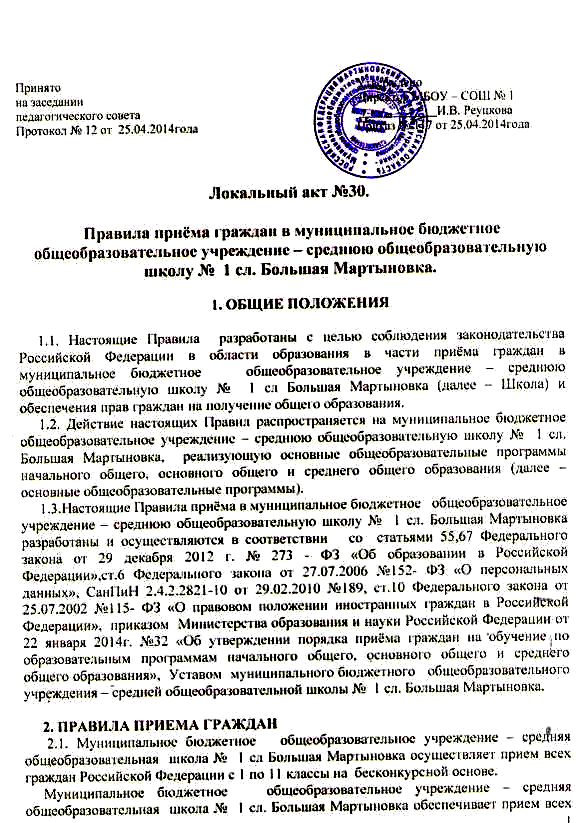 Принято
на заседании
педагогического совета
Протокол № 12 от 25.04.2014года
Утверждено
БОУ – СОШ № 1
И.В. Реуцкова
от 25.04.2014года
Локальный акт №30.
Правила приёма граждан в муниципальное бюджетное
общеобразовательное учреждение – среднюю общеобразовательную
школу № 1 сл. Большая Мартыновка.
1. ОБЩИЕ ПОЛОЖЕНИЯ
1.1. Настоящие Правила разработаны с целью соблюдения законодательства
Российской Федерации в области образования в части приёма граждан в
муниципальное бюджетное общеобразовательное учреждение – среднюю
общеобразовательную школу № 1 сл Большая Мартыновка (далее – Школа) и
обеспечения прав граждан на получение общего образования.
1.2. Действие настоящих Правил распространяется на муниципальное бюджетное
общеобразовательное учреждение – среднюю общеобразовательную школу № 1 сл.
Большая Мартыновка, реализующую основные общеобразовательные программы
начального общего, основного общего и среднего общего образования (далее –
основные общеобразовательные программы).
1.3.Настоящие Правила приёма в муниципальное бюджетное общеобразовательное
учреждение – среднюю общеобразовательную школу № 1 сл. Большая Мартыновка
разработаны и осуществляются в соответствии со статьями 55,67 Федерального
закона от 29 декабря 2012 г. № 273 - ФЗ «Об образовании в Российской
Федерации»,ст.6 Федерального закона от 27.07.2006 №152- ФЗ «О персональных
данных», СанПиН 2.4.2.2821-10 от 29.02.2010 №189, ст.10 Федерального закона от
25.07.2002 №115- ФЗ «О правовом положении иностранных граждан в Российской
Федерации», приказом Министерства образования и науки Российской Федерации от
22 января 2014г. №32 «Об утверждении порядка приёма граждан на обучение по
образовательным программам начального общего, основного общего и среднего
общего образования», Уставом муниципального бюджетного общеобразовательного
учреждения – средней общеобразовательной школы № 1 сл. Большая Мартыновка.
2. ПРАВИЛА ПРИЕМА ГРАЖДАН
2.1. Муниципальное бюджетное общеобразовательное учреждение – средняя
общеобразовательная школа № 1 сл Большая Мартыновка осуществляет прием всех
граждан Российской Федерации с 1 по 11 классы на бесконкурсной основе.
Муниципальное бюджетное общеобразовательное учреждение – средняя
общеобразовательная школа № 1 сл. Большая Мартыновка обеспечивает прием всех
1